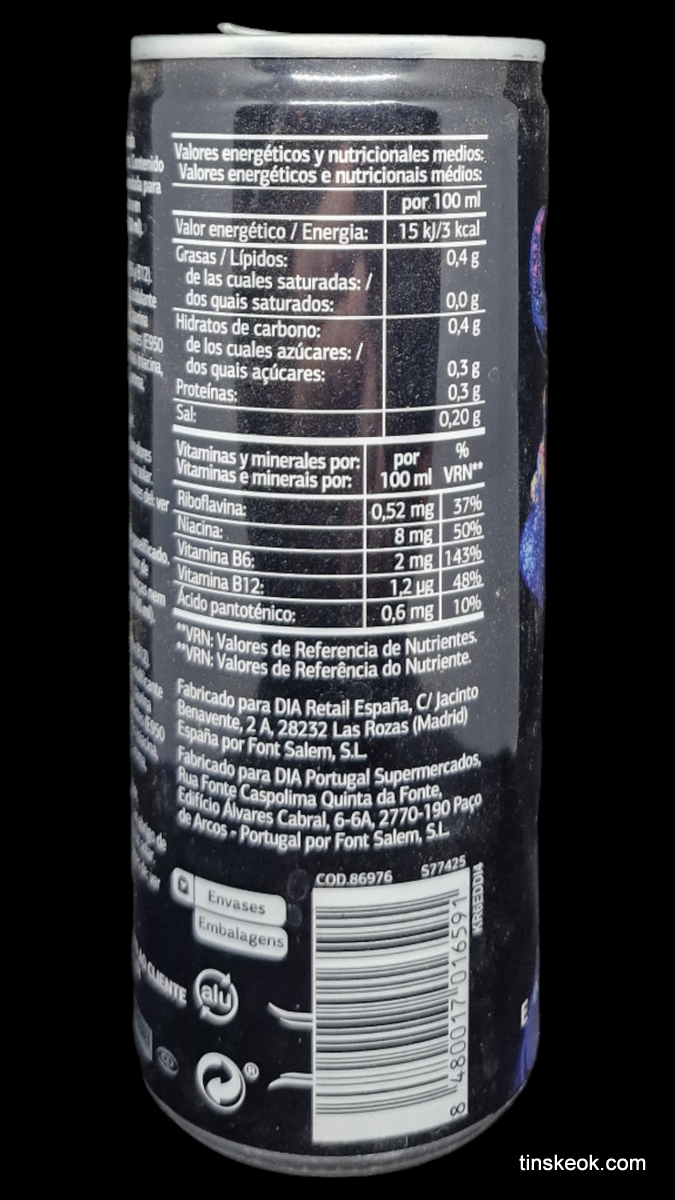 Valores energéticos y nutricionales medios:
Valores energéticos e nutricionais médios:
por 100 ml
Valor energético / Energia: 15 kJ/3 kcal
Grasas / Lípidos: 0,4 g
de las cuales saturadas: /
dos quais saturados: 0,0 g
Hidratos de carbono: 0,4 g
de los cuales azúcares: /
dos quais açúcares: 0,3 g
Proteínas: 0,3 g
Sal: 0,20 g
Vitaminas y minerales por: por %
Vitaminas e minerais por: 100 ml VRN**
Riboflavina: 0,52 mg 37%
Niacina: 8 mg 50%
Vitamina B6: 2 mg 143%
Vitamina B12: 1,2 µg 48%
Ácido pantoténico: 0,6 mg 10%
**VRN: Valores de Referencia de Nutrientes.
**VRN: Valores de Referência do Nutriente.
Fabricado para DIA Retail España, C/ Jacinto
Benavente, 2 A, 28232 Las Rozas (Madrid)
España por Font Salem, S.L.
Fabricado para DIA Portugal Supermercados,
Rua Fonte Caspolima Quinta da Fonte,
Edifício Álvares Cabral, 6-6A, 2770-190 Paço
de Arcos - Portugal por Font Salem, S.L.
COD.86976 S77425
KR6EDDI4
Envases
Embalagens
CLIENTE
alu
®
8 480017 016591
E
tinskeok.com